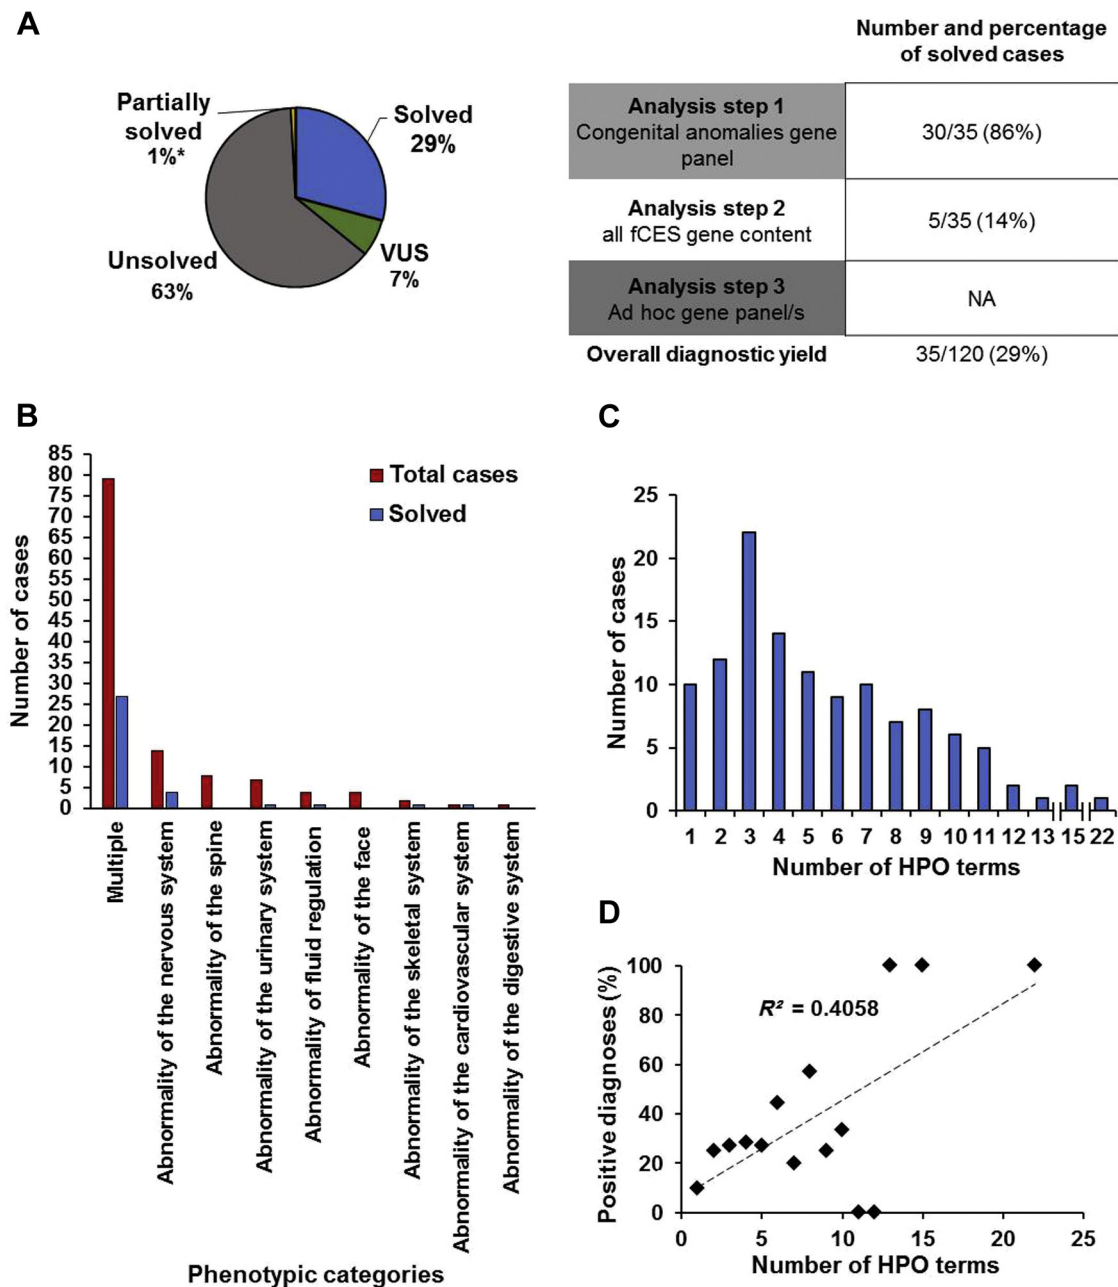 A
Partially
solved
1%*
Solved
29%
Unsolved
63%
VUS
7%
Number and percentage
of solved cases
Analysis step 1
Congenital anomalies gene
panel
30/35 (86%)
Analysis step 2
all fCES gene content
5/35 (14%)
Analysis step 3
Ad hoc gene panel/s
NA
Overall diagnostic yield
35/120 (29%)
B
85
80
75
70
65
60
55
50
45
40
35
30
25
20
15
10
5
0
Number of cases
Total cases
Solved
Multiple
Abnormality of the nervous system
Abnormality of the spine
Abnormality of the urinary system
Abnormality of fluid regulation
Abnormality of the face
Abnormality of the skeletal system
Abnormality of the cardiovascular system
Abnormality of the digestive system
Phenotypic categories
C
25
20
15
10
5
0
Number of cases
1 2 3 4 5 6 7 8 9 10 11 12 13 15 22
Number of HPO terms
D
100
80
60
40
20
0
Positive diagnoses (%)
R² = 0.4058
0 5 10 15 20 25
Number of HPO terms